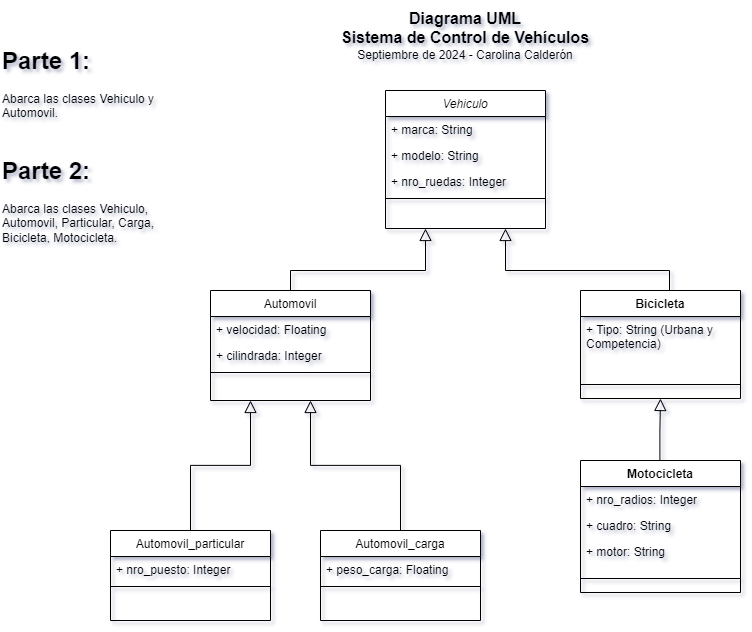 Diagrama UML
Sistema de Control de Vehículos
Septiembre de 2024 - Carolina Calderón
Parte 1:
Abarca las clases Vehiculo y
Automovil.
Parte 2:
Abarca las clases Vehiculo,
Automovil, Particular, Carga,
Bicicleta, Motocicleta.
Vehiculo
+ marca: String
+ modelo: String
+ nro_ruedas: Integer
Automovil
+ velocidad: Floating
+ cilindrada: Integer
Bicicleta
+ Tipo: String (Urbana y
Competencia)
Motocicleta
+ nro_radios: Integer
+ cuadro: String
+ motor: String
Automovil_particular
+ nro_puesto: Integer
Automovil_carga
+ peso_carga: Floating